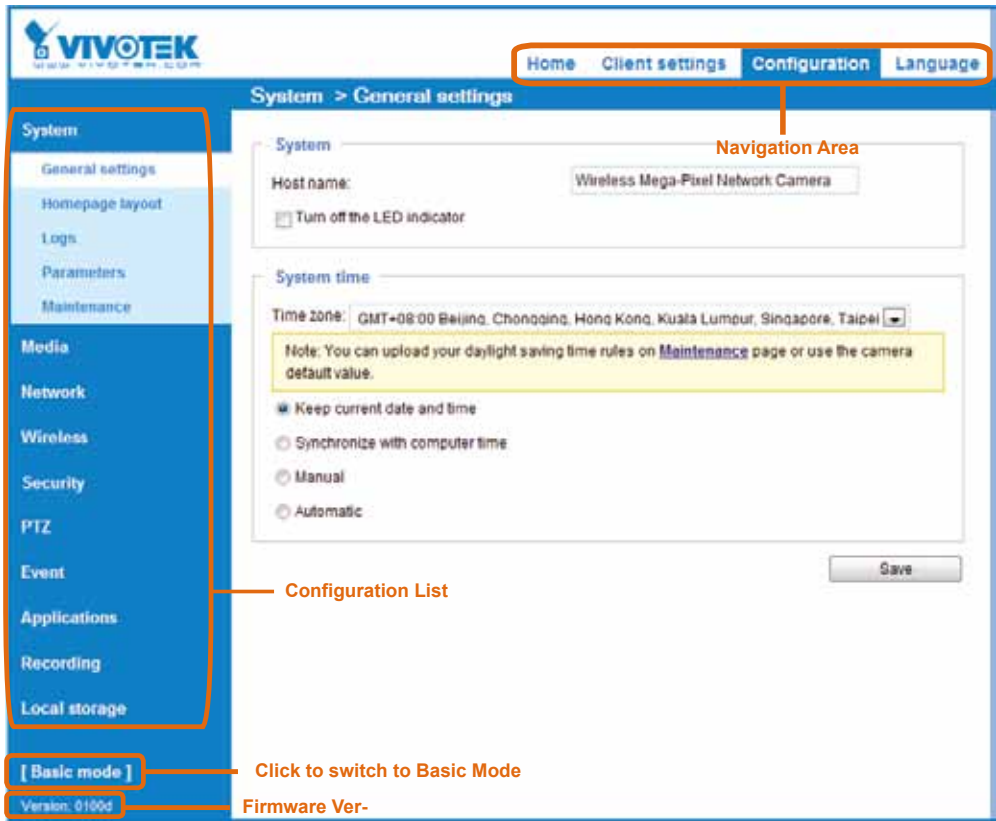 VIVOTEK
WWW.VIVOTEK.COM
Home Client settings Configuration Language
System > General settings
Navigation Area
System
General settings
Homepage layout
Logs
Parameters
Maintenance
Media
Network
Wireless
Security
PTZ
Event
Applications
Recording
Local storage
[ Basic mode ]
Version: 0100d
System
Host name: Wireless Mega-Pixel Network Camera
Turn off the LED indicator
System time
Time zone: GMT+08:00 Beijing, Chongqing, Hong Kong, Kuala Lumpur, Singapore, Taipei
Note: You can upload your daylight saving time rules on Maintenance page or use the camera
default value.
Keep current date and time
Synchronize with computer time
Manual
Automatic
Save
Configuration List
Click to switch to Basic Mode
Firmware Ver-